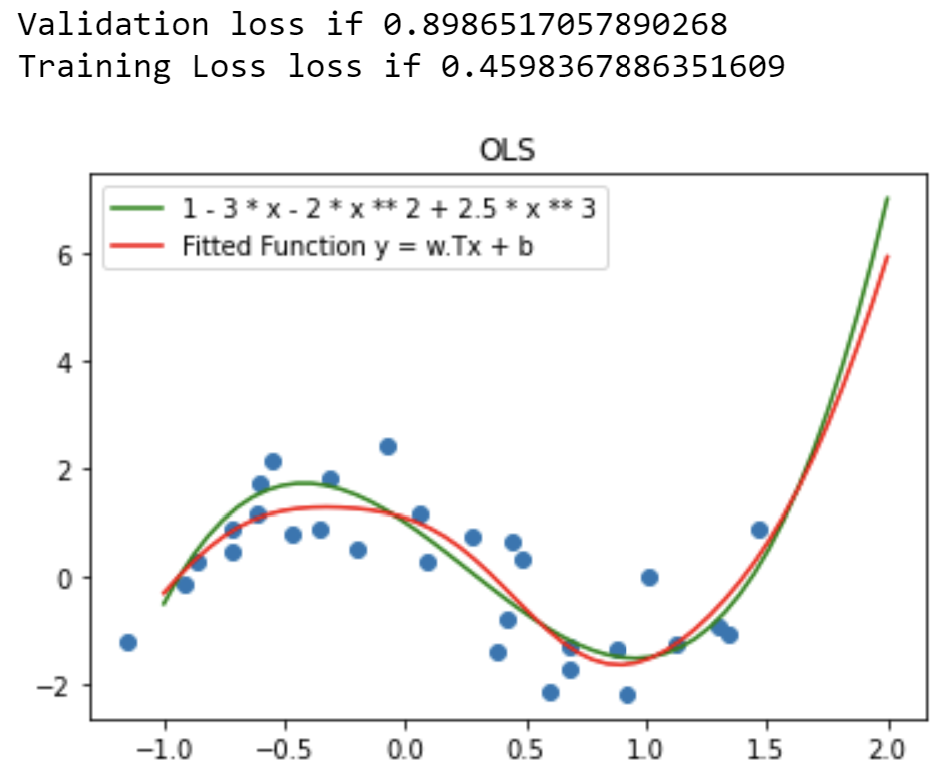 Validation loss if 0.8986517057890268
Training Loss loss if 0.4598367886351609
OLS
1 - 3 * x - 2 * x ** 2 + 2.5 * x ** 3
Fitted Function y = w.Tx + b
6
4
2
0
−2
−1.0 −0.5 0.0 0.5 1.0 1.5 2.0